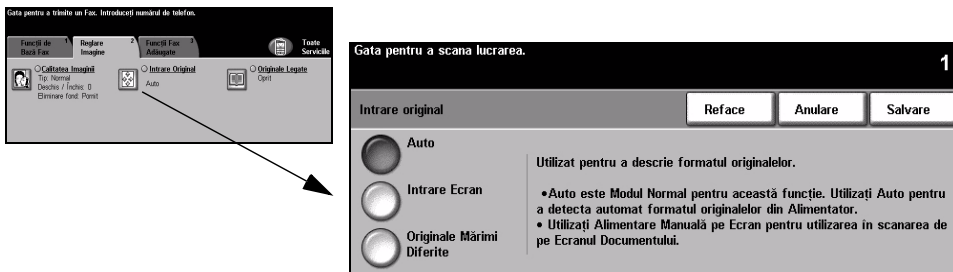 Gata pentru a trimite un Fax. Introduceți numărul de telefon.
Funcții de Bază Fax 1
Reglare Imagine 2
Funcții Fax Adăugate 3
Toate Serviciile
Calitatea Imaginii
Tip: Normal
Deschis / Închis: 0
Eliminare fond: Pornit
Intrare Original
Auto
Originale Legate
Oprit
Gata pentru a scana lucrarea.
1
Intrare original
Reface
Anulare
Salvare
Auto
Intrare Ecran
Originale Mărimi
Diferite
Utilizat pentru a descrie formatul originalelor.
•Auto este Modul Normal pentru această funcție. Utilizați Auto pentru
a detecta automat formatul originalelor din Alimentator.
• Utilizați Alimentare Manuală pe Ecran pentru utilizarea în scanarea de
pe Ecranul Documentului.